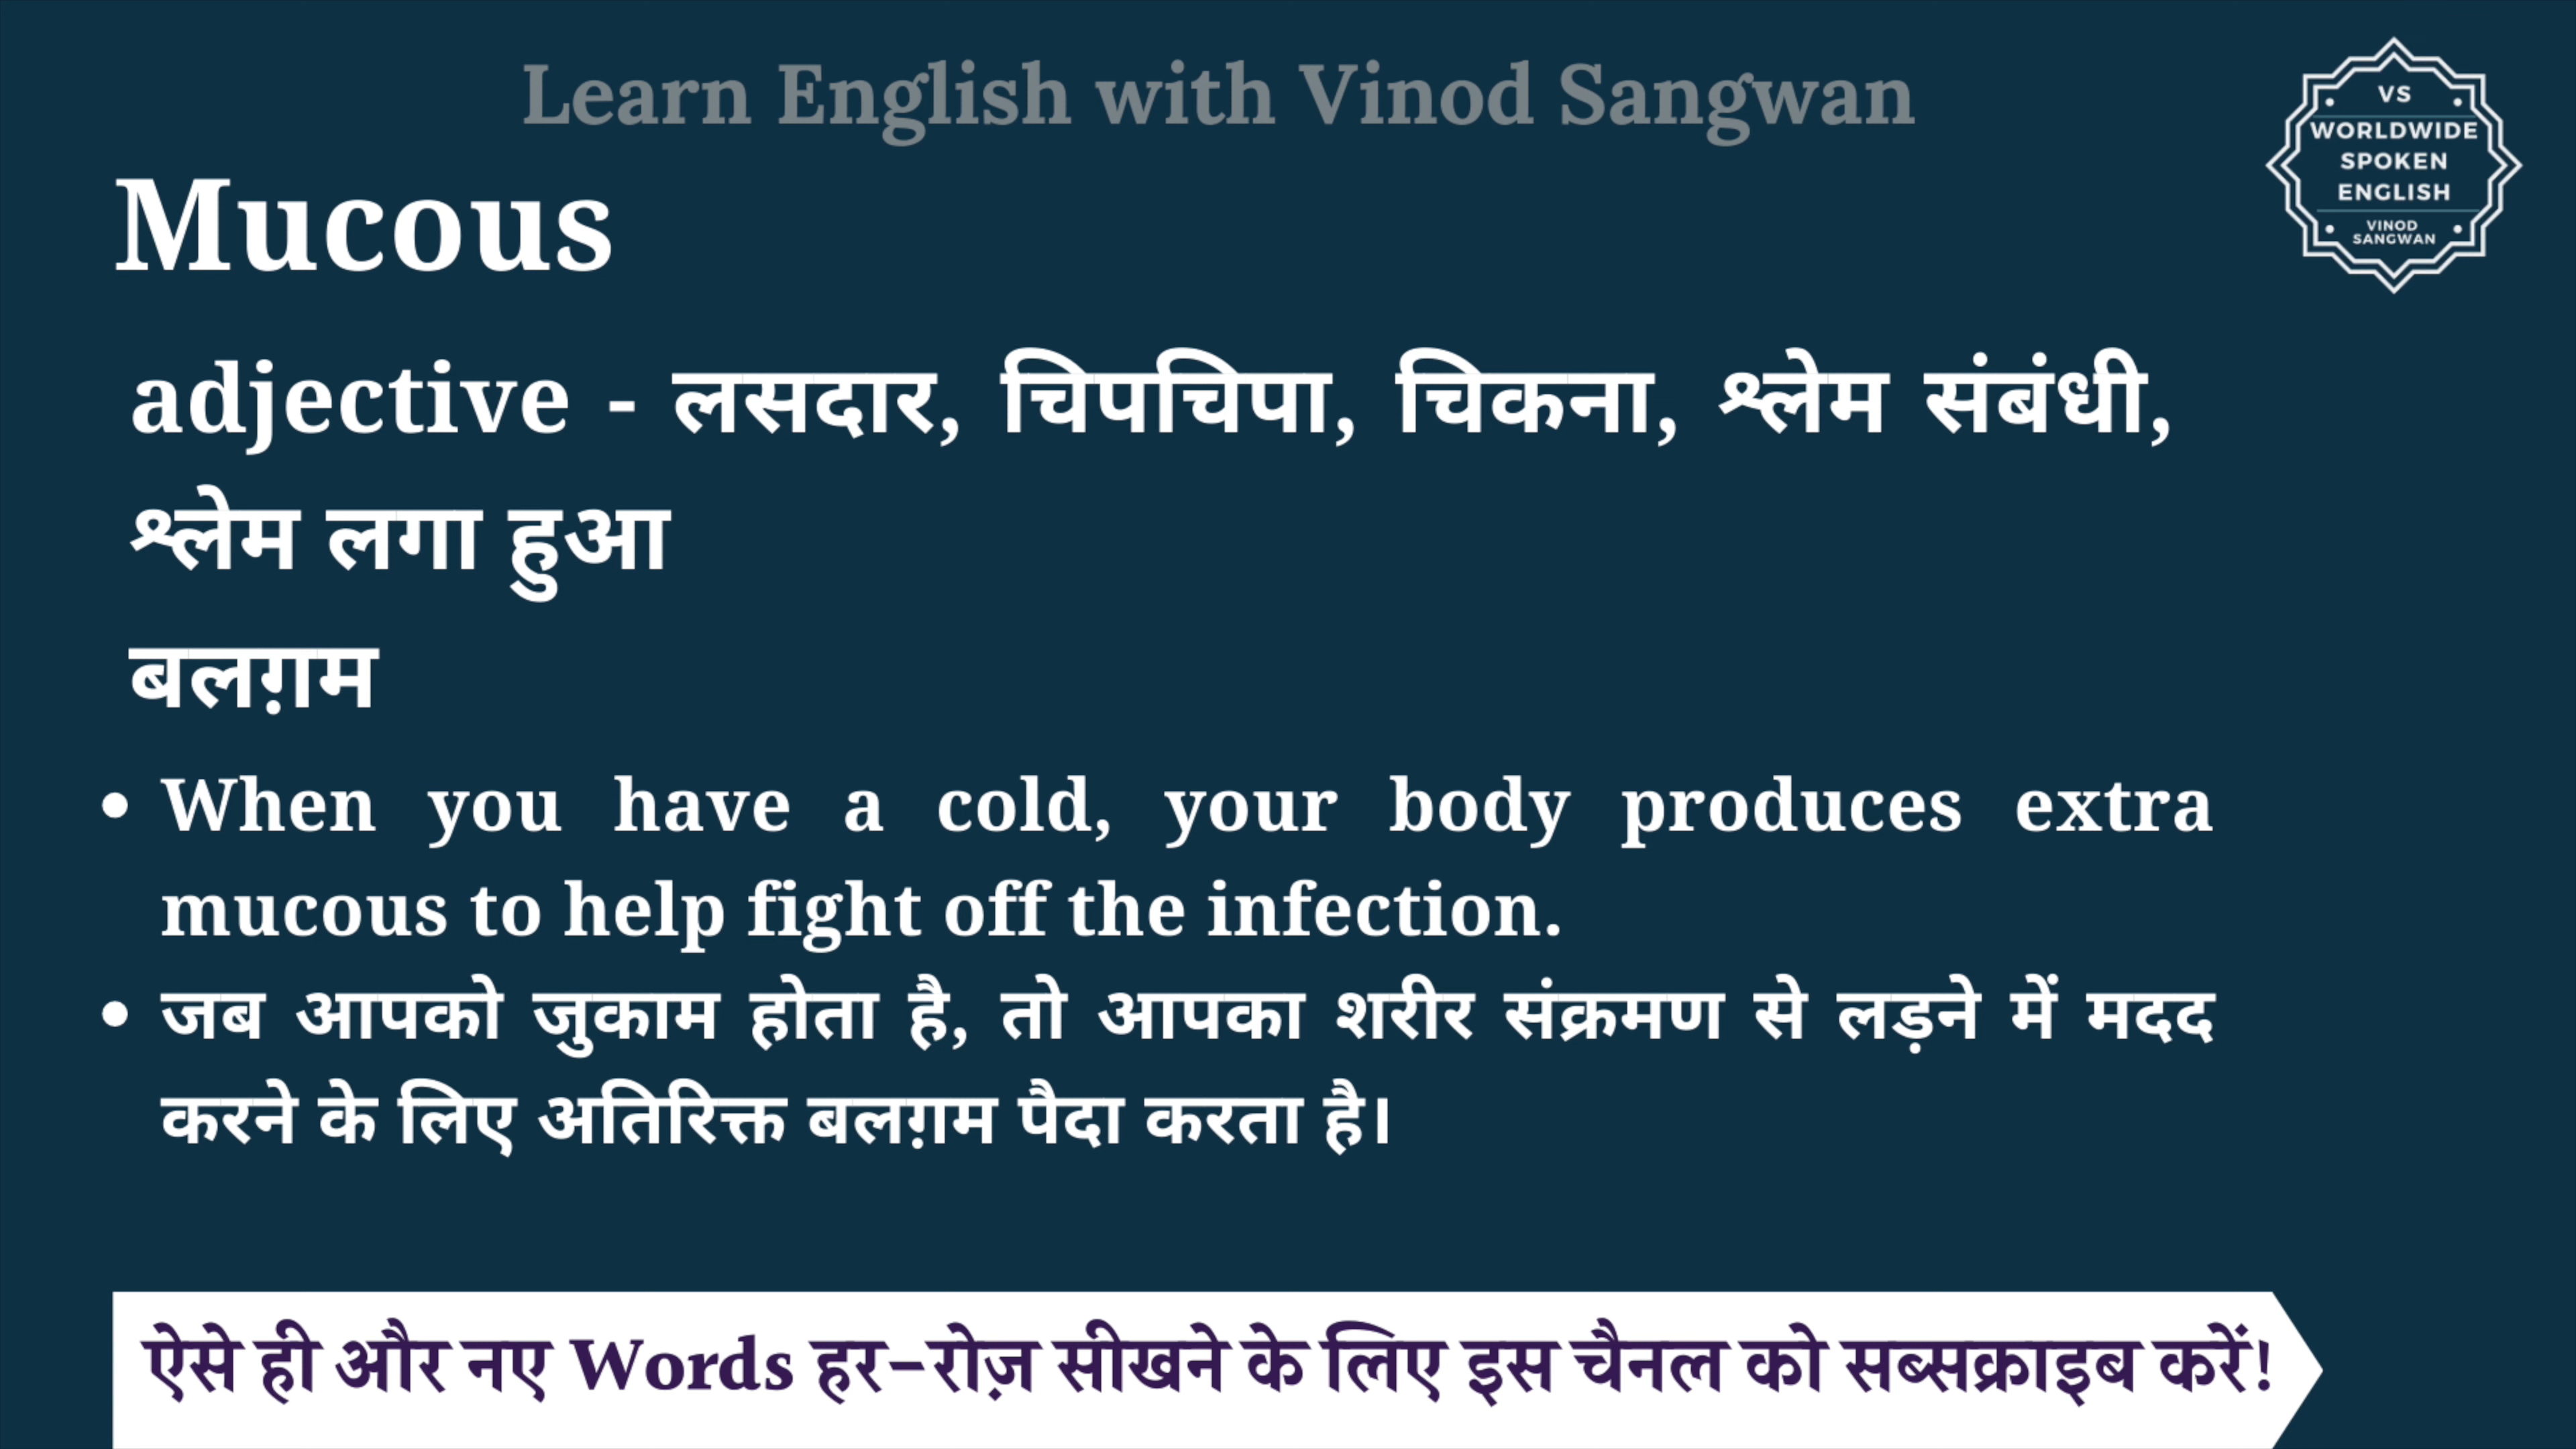 Learn English with Vinod Sangwan
VS
WORLDWIDE
SPOKEN
ENGLISH
VINOD
SANGWAN
Mucous
adjective - लसदार, चिपचिपा, चिकना, श्लेम संबंधी,
श्लेम लगा हुआ
बलग़म
• When you have a cold, your body produces extra
mucous to help fight off the infection.
• जब आपको जुकाम होता है, तो आपका शरीर संक्रमण से लड़ने में मदद
करने के लिए अतिरिक्त बलग़म पैदा करता है।
ऐसे ही और नए Words हर-रोज़ सीखने के लिए इस चैनल को सब्सक्राइब करें!